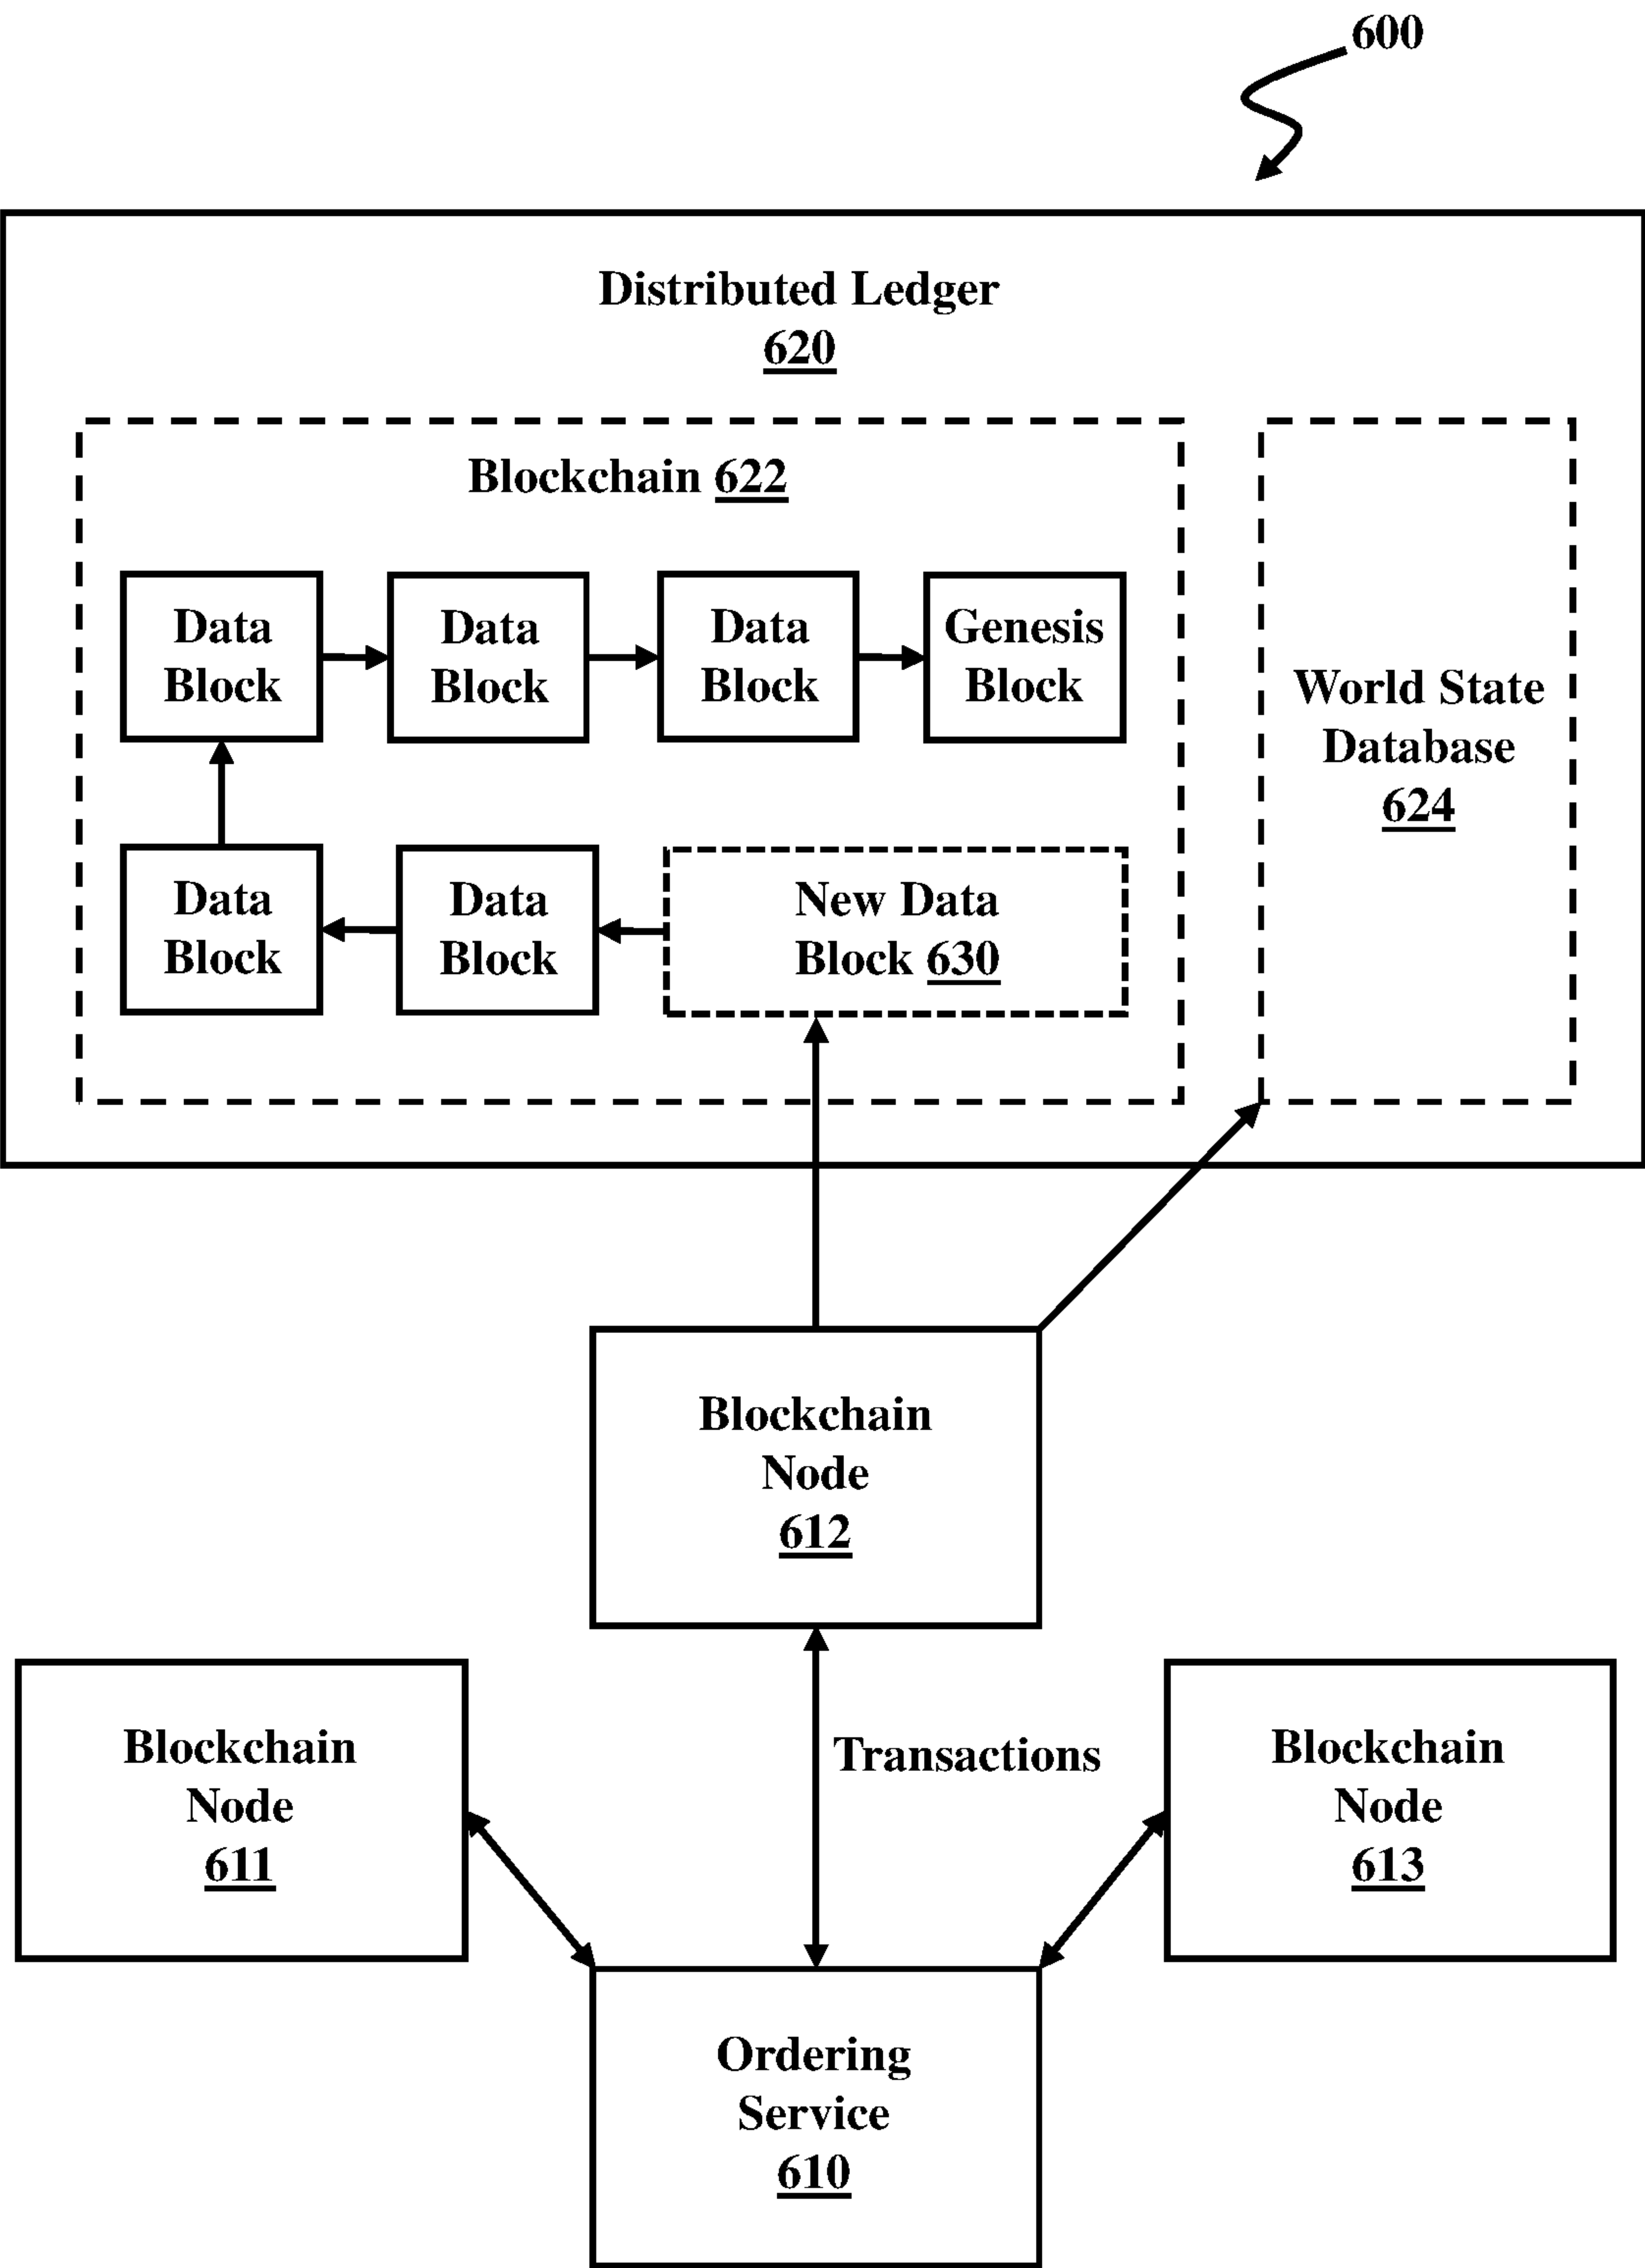 600
Distributed Ledger
620
Blockchain 622
Data
Block
Data
Block
Data
Block
Genesis
Block
World State
Database
624
Data
Block
Data
Block
New Data
Block 630
Blockchain
Node
612
Blockchain
Node
611
Transactions
Blockchain
Node
613
Ordering
Service
610